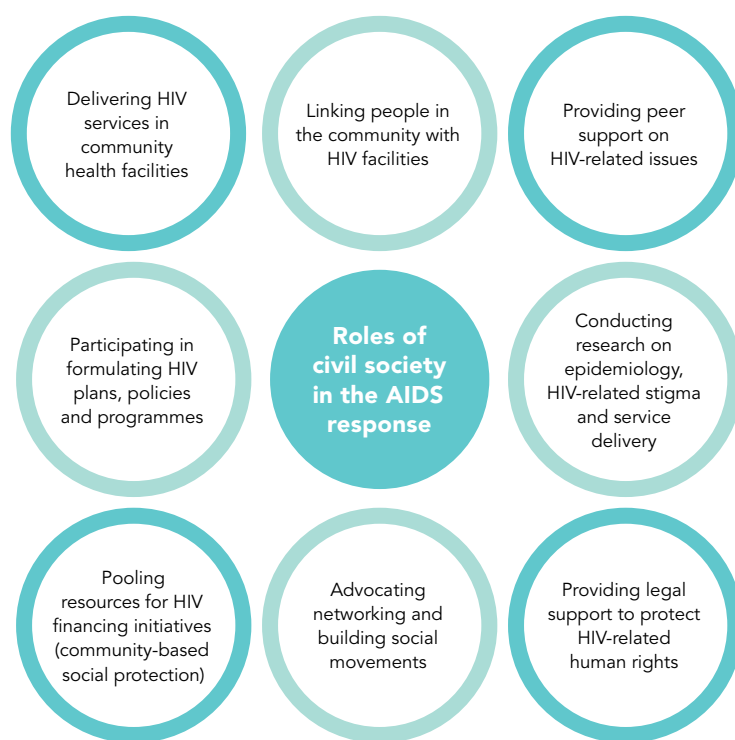 Delivering HIV
services in
community
health facilities
Linking people in
the community with
HIV facilities
Providing peer
support on
HIV-related issues
Participating in
formulating HIV
plans, policies
and programmes
Roles of
civil society
in the AIDS
response
Conducting
research on
epidemiology,
HIV-related stigma
and service
delivery
Pooling
resources for HIV
financing initiatives
(community-based
social protection)
Advocating
networking and
building social
movements
Providing legal
support to protect
HIV-related
human rights